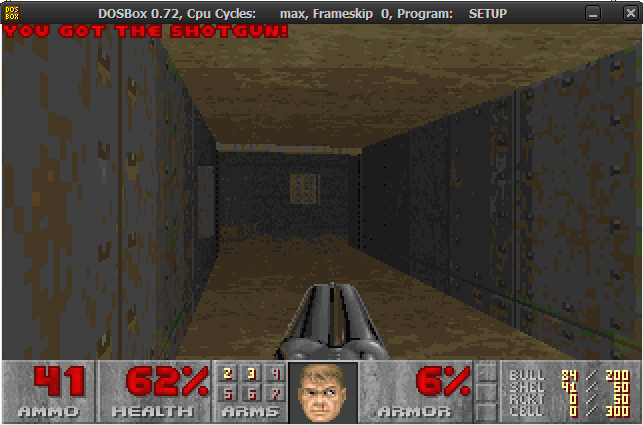 DOS
BOX
DOSBox 0.72, Cpu Cycles: max, Frameskip 0, Program: SETUP
YOU GOT THE SHOTGUN!
41
AMMO
62%
HEALTH
2 3 4
5 6 7
ARMS
6%
ARMOR
BULL 84 / 200
SHEL 41 / 50
RCKT 0 / 50
CELL 0 / 300